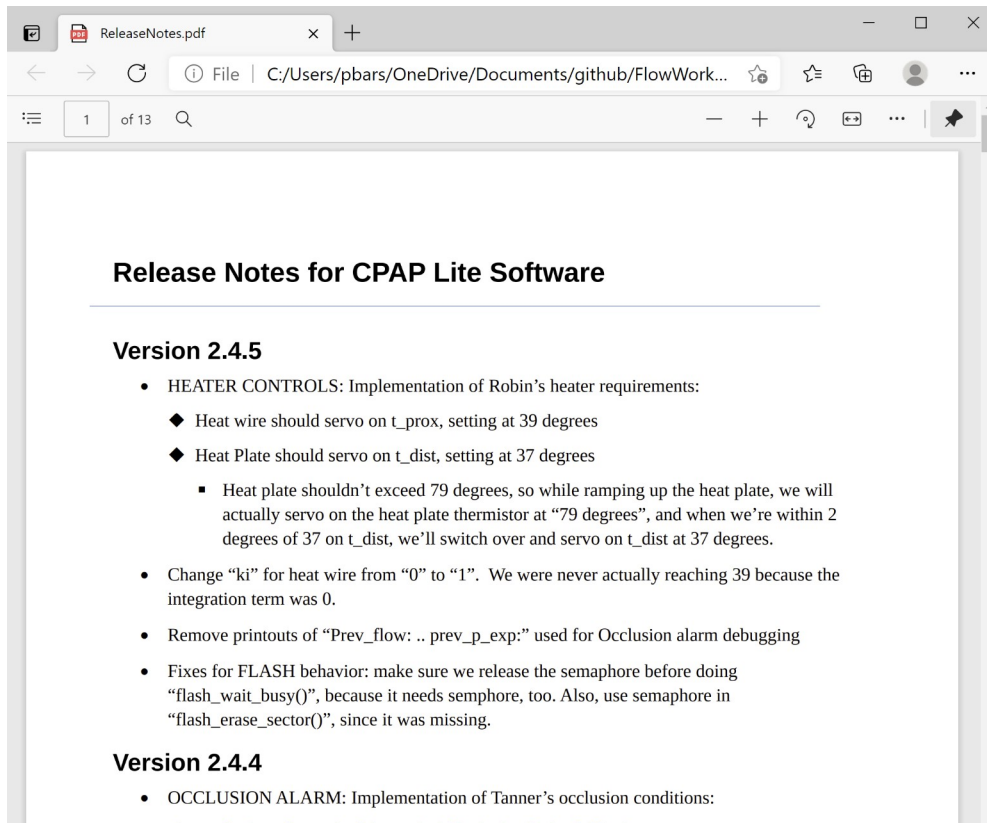 ReleaseNotes.pdf
File | C:/Users/pbars/OneDrive/Documents/github/FlowWork...
1 of 13
Release Notes for CPAP Lite Software
Version 2.4.5
• HEATER CONTROLS: Implementation of Robin’s heater requirements:
◆ Heat wire should servo on t_prox, setting at 39 degrees
◆ Heat Plate should servo on t_dist, setting at 37 degrees
▪ Heat plate shouldn’t exceed 79 degrees, so while ramping up the heat plate, we will
actually servo on the heat plate thermistor at “79 degrees”, and when we’re within 2
degrees of 37 on t_dist, we’ll switch over and servo on t_dist at 37 degrees.
• Change “ki” for heat wire from “0” to “1”.  We were never actually reaching 39 because the
integration term was 0.
• Remove printouts of “Prev_flow: .. prev_p_exp:” used for Occlusion alarm debugging
• Fixes for FLASH behavior: make sure we release the semaphore before doing
“flash_wait_busy()”, because it needs semphore, too. Also, use semaphore in
“flash_erase_sector()”, since it was missing.
Version 2.4.4
• OCCLUSION ALARM: Implementation of Tanner’s occlusion conditions: